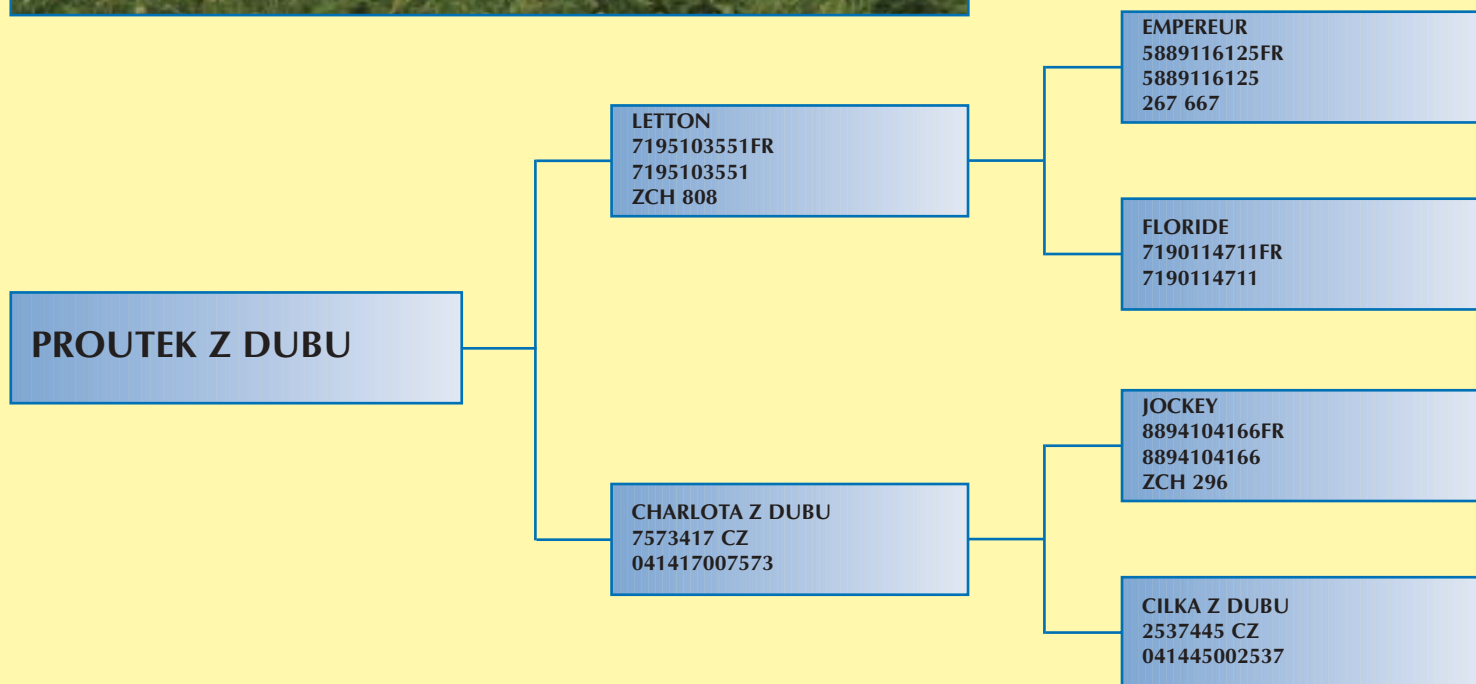 EMPEREUR
5889116125FR
5889116125
267 667
LETTON
7195103551FR
7195103551
ZCH 808
FLORIDE
7190114711FR
7190114711
PROUTEK Z DUBU
JOCKEY
8894104166FR
8894104166
ZCH 296
CHARLOTA Z DUBU
7573417 CZ
041417007573
CILKA Z DUBU
2537445 CZ
041445002537